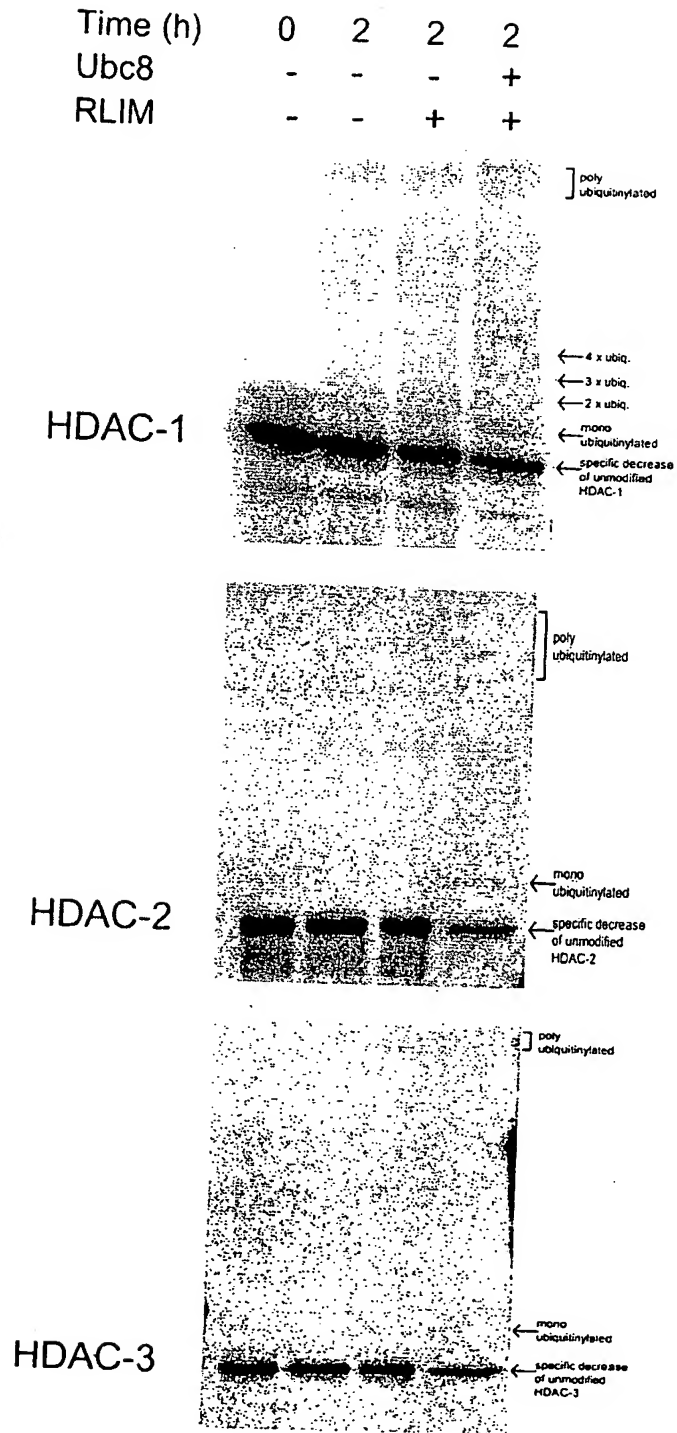 Time (h) 0 2 2 2
Ubc8 - - - +
RLIM - - + +
poly
ubiquitinylated
4 x ubiq.
3 x ubiq.
2 x ubiq.
HDAC-1
mono
ubiquitinylated
specific decrease
of unmodified
HDAC-1
poly
ubiquitinylated
mono
ubiquitinylated
HDAC-2
specific decrease
of unmodified
HDAC-2
poly
ubiquitinylated
mono
ubiquitinylated
HDAC-3
specific decrease
of unmodified
HDAC-3